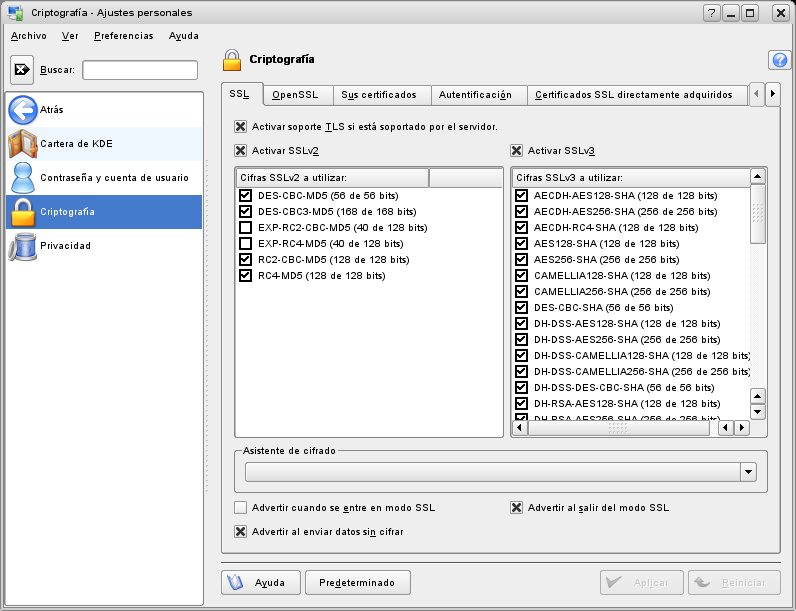 Criptografía - Ajustes personales
Archivo Ver Preferencias Ayuda
Buscar:
Atrás
Cartera de KDE
Contraseña y cuenta de usuario
Criptografía
Privacidad
Criptografía
SSL OpenSSL Sus certificados Autentificación Certificados SSL directamente adquiridos
Activar soporte TLS si está soportado por el servidor.
Activar SSLv2
Cifras SSLv2 a utilizar:
DES-CBC-MD5 (56 de 56 bits)
DES-CBC3-MD5 (168 de 168 bits)
EXP-RC2-CBC-MD5 (40 de 128 bits)
EXP-RC4-MD5 (40 de 128 bits)
RC2-CBC-MD5 (128 de 128 bits)
RC4-MD5 (128 de 128 bits)
Activar SSLv3
Cifras SSLv3 a utilizar:
AECDH-AES128-SHA (128 de 128 bits)
AECDH-AES256-SHA (256 de 256 bits)
AECDH-RC4-SHA (128 de 128 bits)
AES128-SHA (128 de 128 bits)
AES256-SHA (256 de 256 bits)
CAMELLIA128-SHA (128 de 128 bits)
CAMELLIA256-SHA (256 de 256 bits)
DES-CBC-SHA (56 de 56 bits)
DH-DSS-AES128-SHA (128 de 128 bits)
DH-DSS-AES256-SHA (256 de 256 bits)
DH-DSS-CAMELLIA128-SHA (128 de 128 bits)
DH-DSS-CAMELLIA256-SHA (256 de 256 bits)
DH-DSS-DES-CBC-SHA (56 de 56 bits)
DH-RSA-AES128-SHA (128 de 128 bits)
DH-RSA-AES256-SHA (256 de 256 bits)
Asistente de cifrado
Advertir cuando se entre en modo SSL
Advertir al salir del modo SSL
Advertir al enviar datos sin cifrar
Ayuda Predeterminado Aplicar Reiniciar